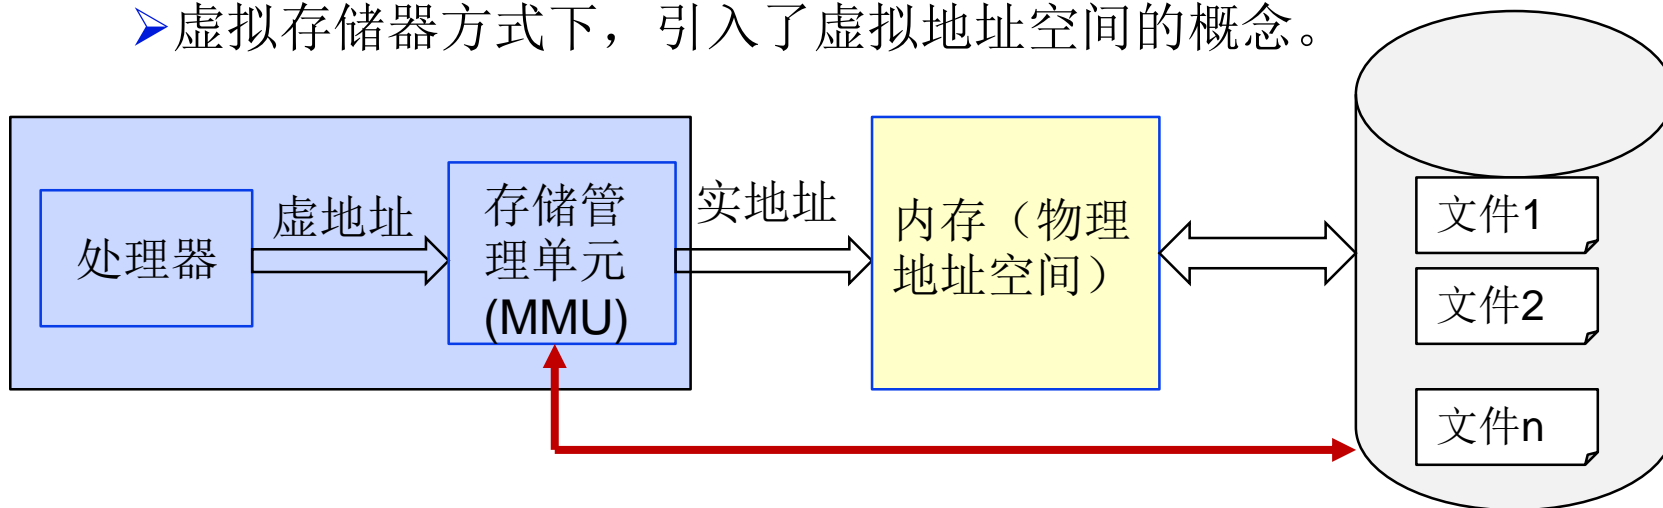 ➢虚拟存储器方式下，引入了虚拟地址空间的概念。
处理器
虚地址
存储管
理单元
(MMU)
实地址
内存（物理
地址空间）
文件1
文件2
文件n